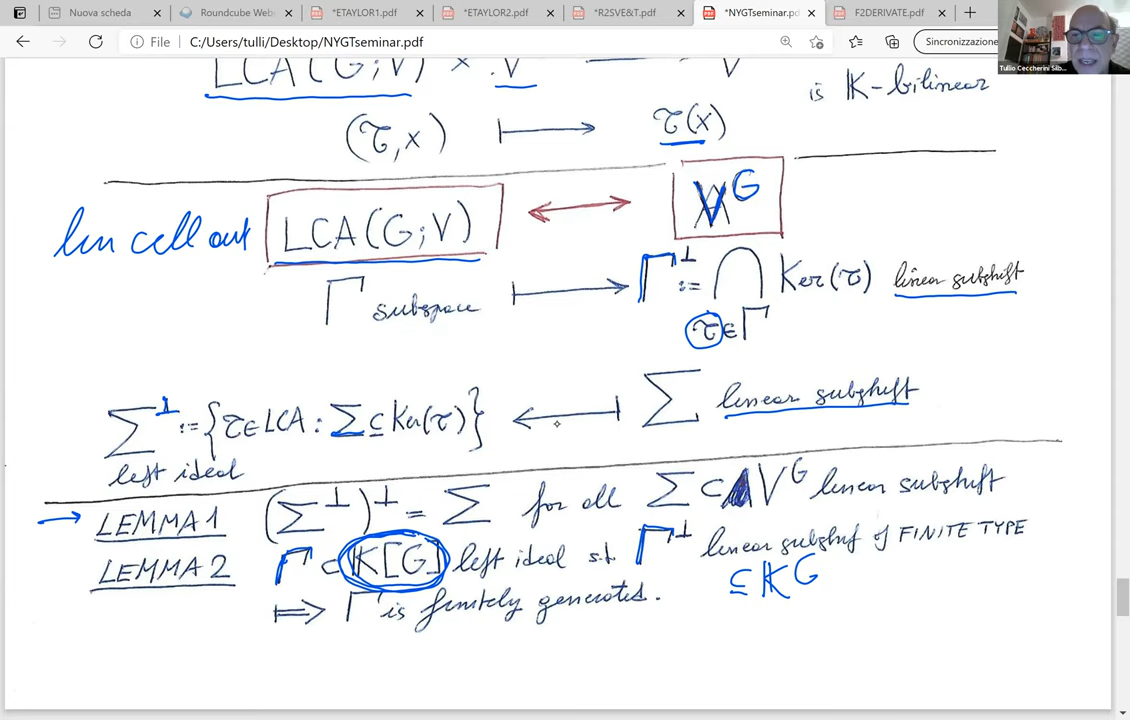 Nuova scheda
Roundcube Web
*ETAYLOR1.pdf
*ETAYLOR2.pdf
*R2SVE&T.pdf
*NYGTseminar.pd
F2DERIVATE.pdf
File C:/Users/tulli/Desktop/NYGTseminar.pdf
Sincronizzazione
Tullio Ceccherini Silb...
LCA(G;V) × V V is K-bilinear
(τ,x) ⟼ τ(x)
lin cell aut LCA(G;V) ⟷ V^G
Γ subspace ⟼ Γ^⊥ := ⋂ Ker(τ) linear subshift
τ∈Γ
Σ^⊥ := {τ∈LCA : Σ⊆Ker(τ)} ⟻ Σ linear subshift
left ideal
→ LEMMA 1 (Σ^⊥)^⊥ = Σ for all Σ⊂V^G linear subshift
LEMMA 2 Γ⊂K[G] left ideal s.t. Γ^⊥ linear subshift of FINITE TYPE
⊆K^G
⟹ Γ is finitely generated.